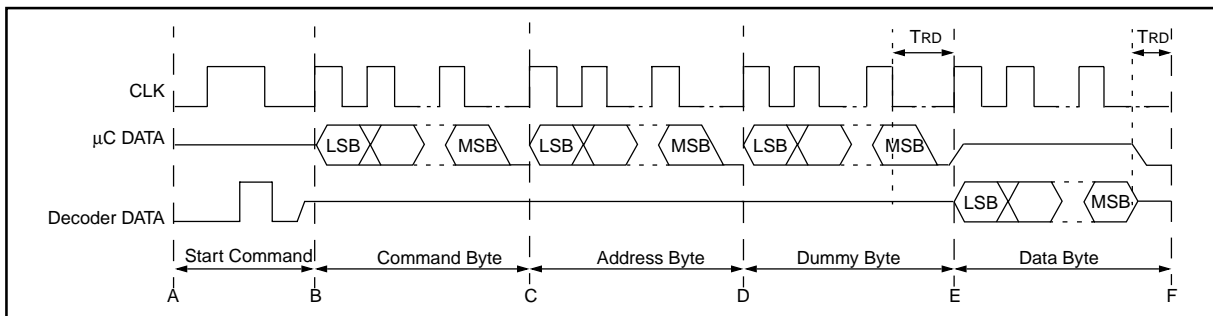 TRD TRD
CLK
μC DATA LSB MSB LSB MSB LSB MSB
Decoder DATA LSB MSB
Start Command Command Byte Address Byte Dummy Byte Data Byte
A B C D E F